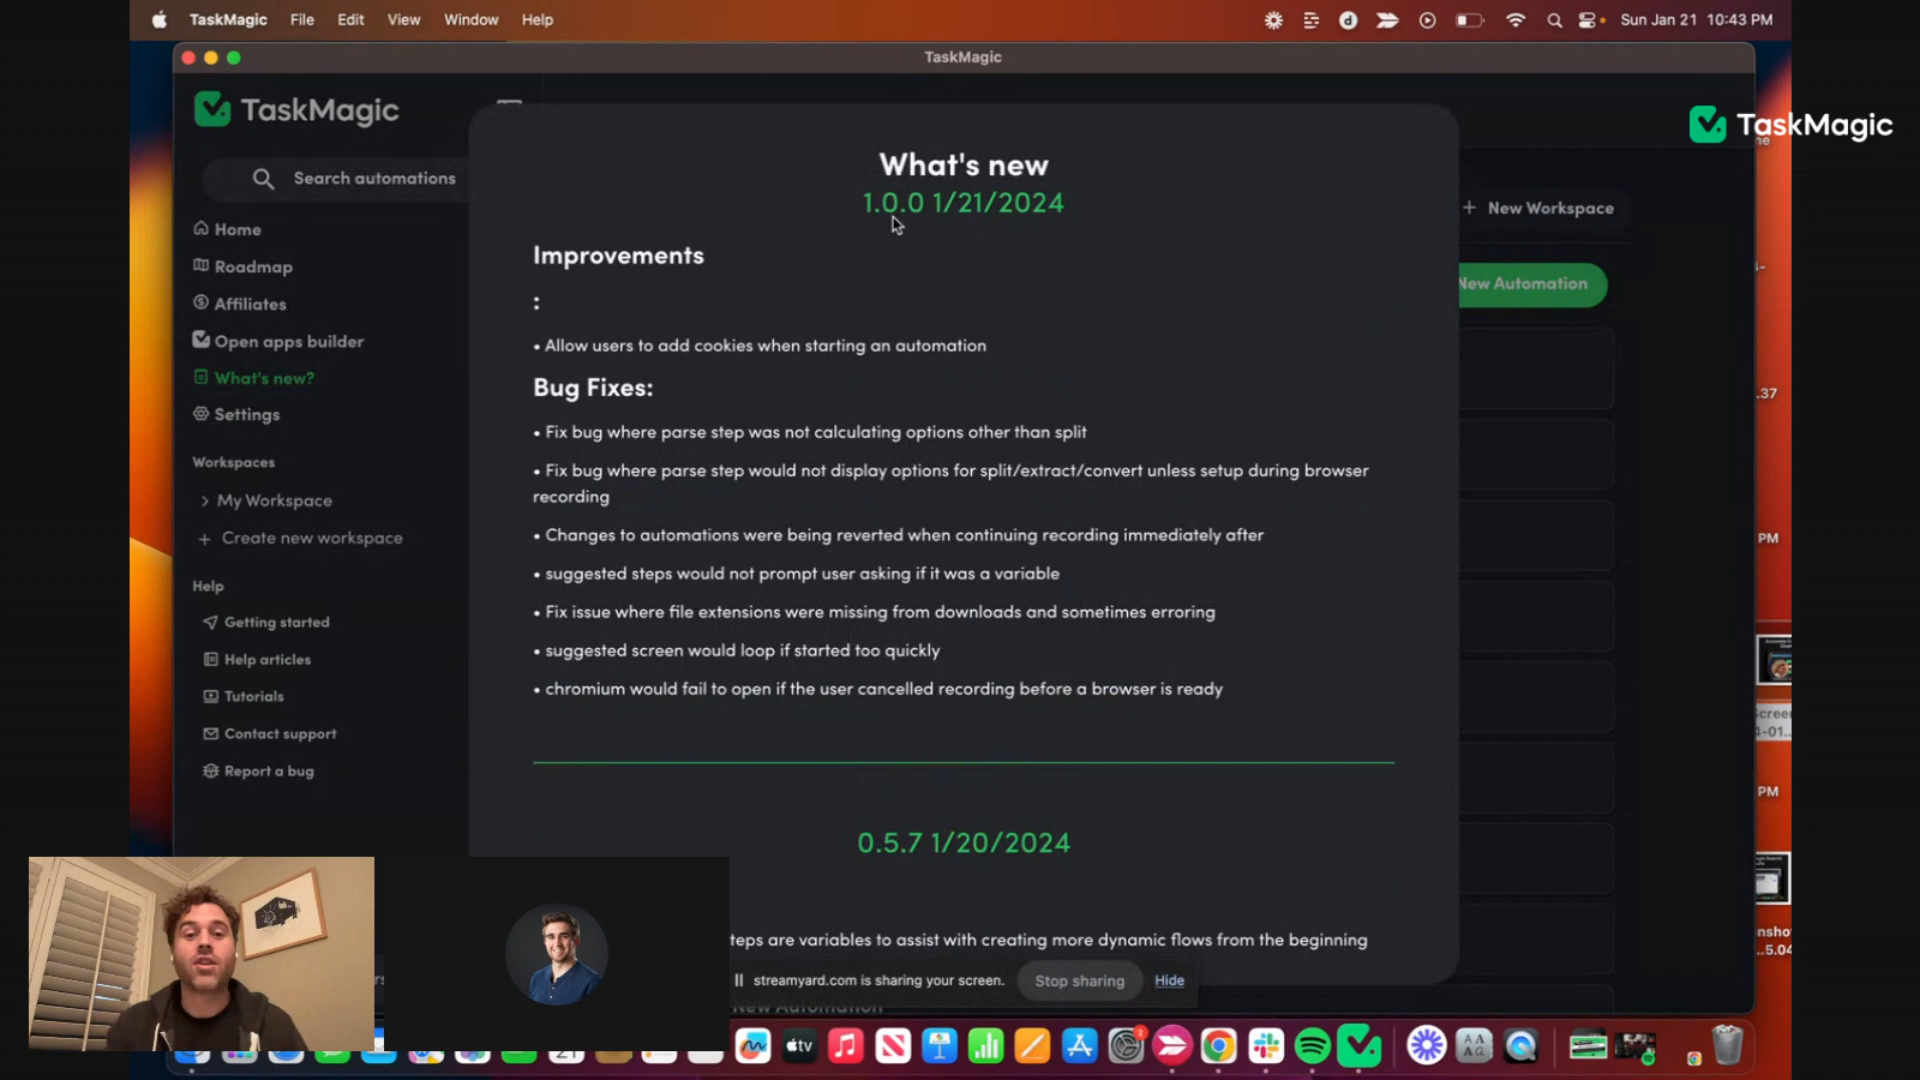 TaskMagic File Edit View Window Help
Sun Jan 21 10:43 PM
TaskMagic
TaskMagic
TaskMagic
Search automations
Home
Roadmap
Affiliates
Open apps builder
What's new?
Settings
Workspaces
My Workspace
+ Create new workspace
Help
Getting started
Help articles
Tutorials
Contact support
Report a bug
What's new
1.0.0 1/21/2024
Improvements
:
• Allow users to add cookies when starting an automation
Bug Fixes:
• Fix bug where parse step was not calculating options other than split
• Fix bug where parse step would not display options for split/extract/convert unless setup during browser
recording
• Changes to automations were being reverted when continuing recording immediately after
• suggested steps would not prompt user asking if it was a variable
• Fix issue where file extensions were missing from downloads and sometimes erroring
• suggested screen would loop if started too quickly
• chromium would fail to open if the user cancelled recording before a browser is ready
0.5.7 1/20/2024
teps are variables to assist with creating more dynamic flows from the beginning
streamyard.com is sharing your screen. Stop sharing Hide
New Automation
+ New Workspace
New Automation
.37
PM
PM
tv
2